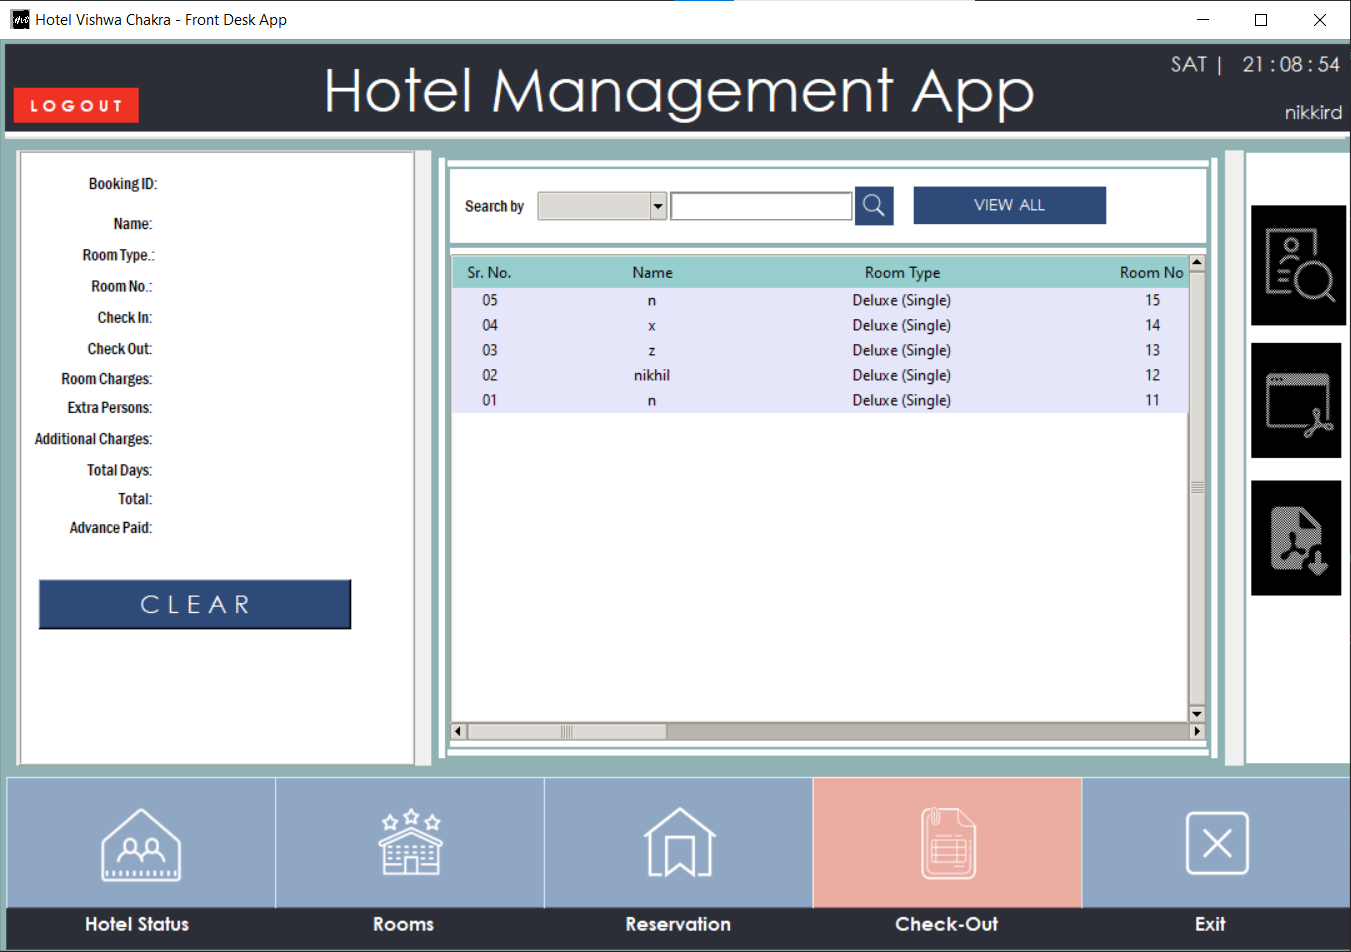 Hotel Vishwa Chakra - Front Desk App
SAT | 21:08:54
LOGOUT
Hotel Management App
nikkird
Booking ID:
Name:
Room Type.:
Room No.:
Check In:
Check Out:
Room Charges:
Extra Persons:
Additional Charges:
Total Days:
Total:
Advance Paid:
CLEAR
Search by
VIEW ALL
Sr. No. Name Room Type Room No
05 n Deluxe (Single) 15
04 x Deluxe (Single) 14
03 z Deluxe (Single) 13
02 nikhil Deluxe (Single) 12
01 n Deluxe (Single) 11
Hotel Status
Rooms
Reservation
Check-Out
Exit